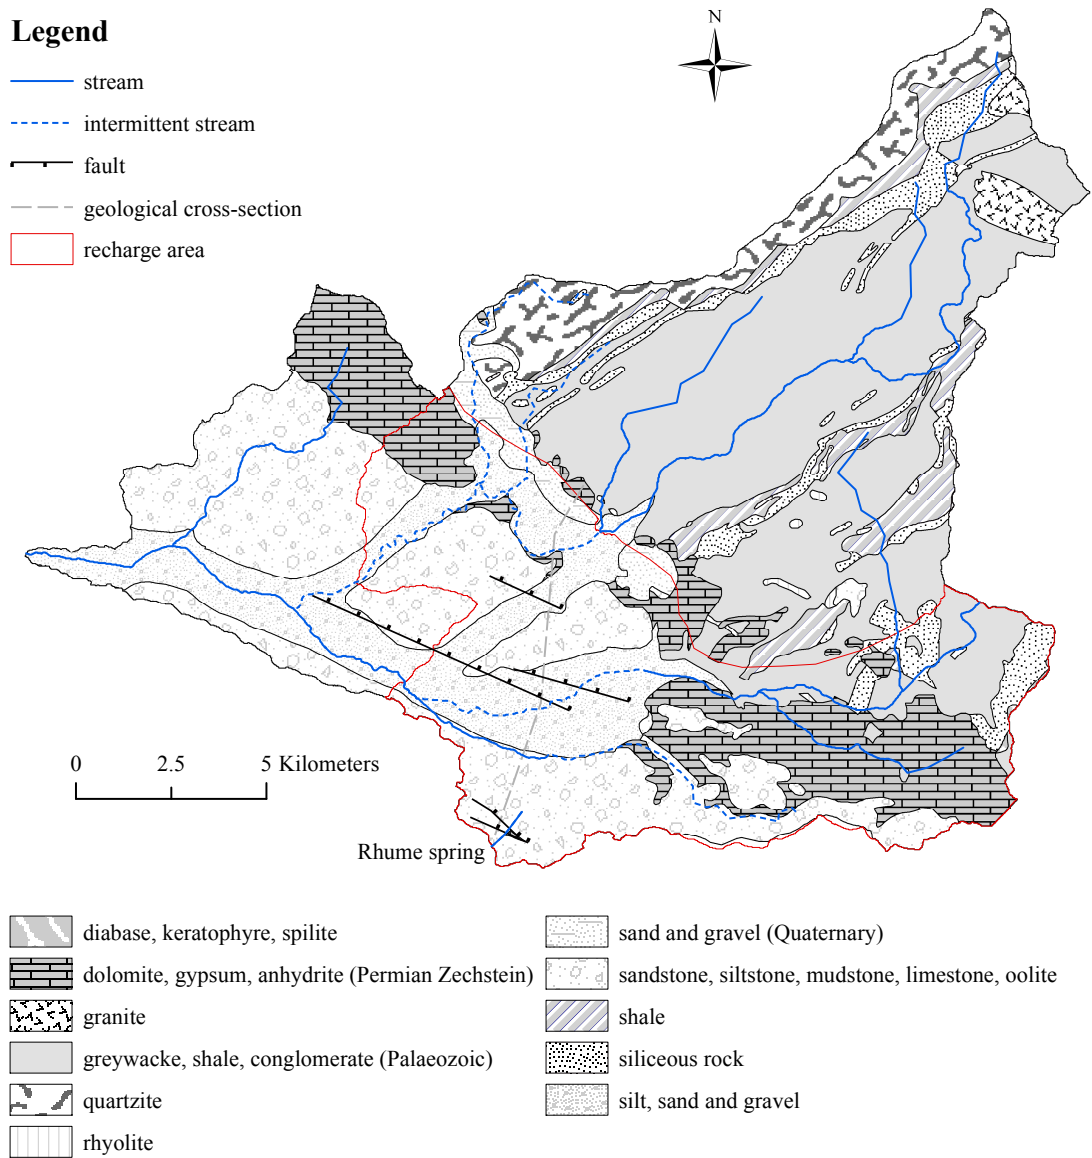 Legend
N
stream
intermittent stream
fault
geological cross-section
recharge area
0 2.5 5 Kilometers
Rhume spring
diabase, keratophyre, spilite
dolomite, gypsum, anhydrite (Permian Zechstein)
granite
greywacke, shale, conglomerate (Palaeozoic)
quartzite
rhyolite
sand and gravel (Quaternary)
sandstone, siltstone, mudstone, limestone, oolite
shale
siliceous rock
silt, sand and gravel